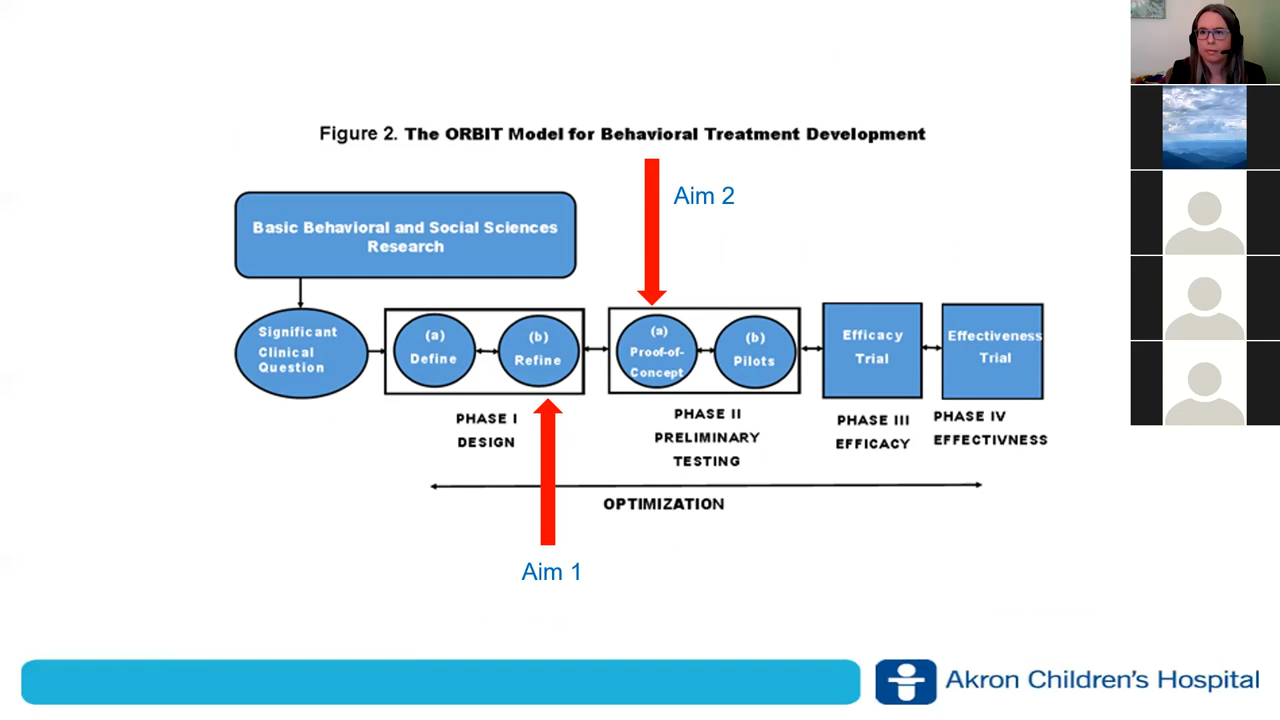 Figure 2. The ORBIT Model for Behavioral Treatment Development
Aim 2
Basic Behavioral and Social Sciences
Research
Significant
Clinical
Question
(a)
Define
(b)
Refine
(a)
Proof-of-
Concept
(b)
Pilots
Efficacy
Trial
Effectiveness
Trial
PHASE I
DESIGN
PHASE II
PRELIMINARY
TESTING
PHASE III
EFFICACY
PHASE IV
EFFECTIVNESS
OPTIMIZATION
Aim 1
Akron Children's Hospital